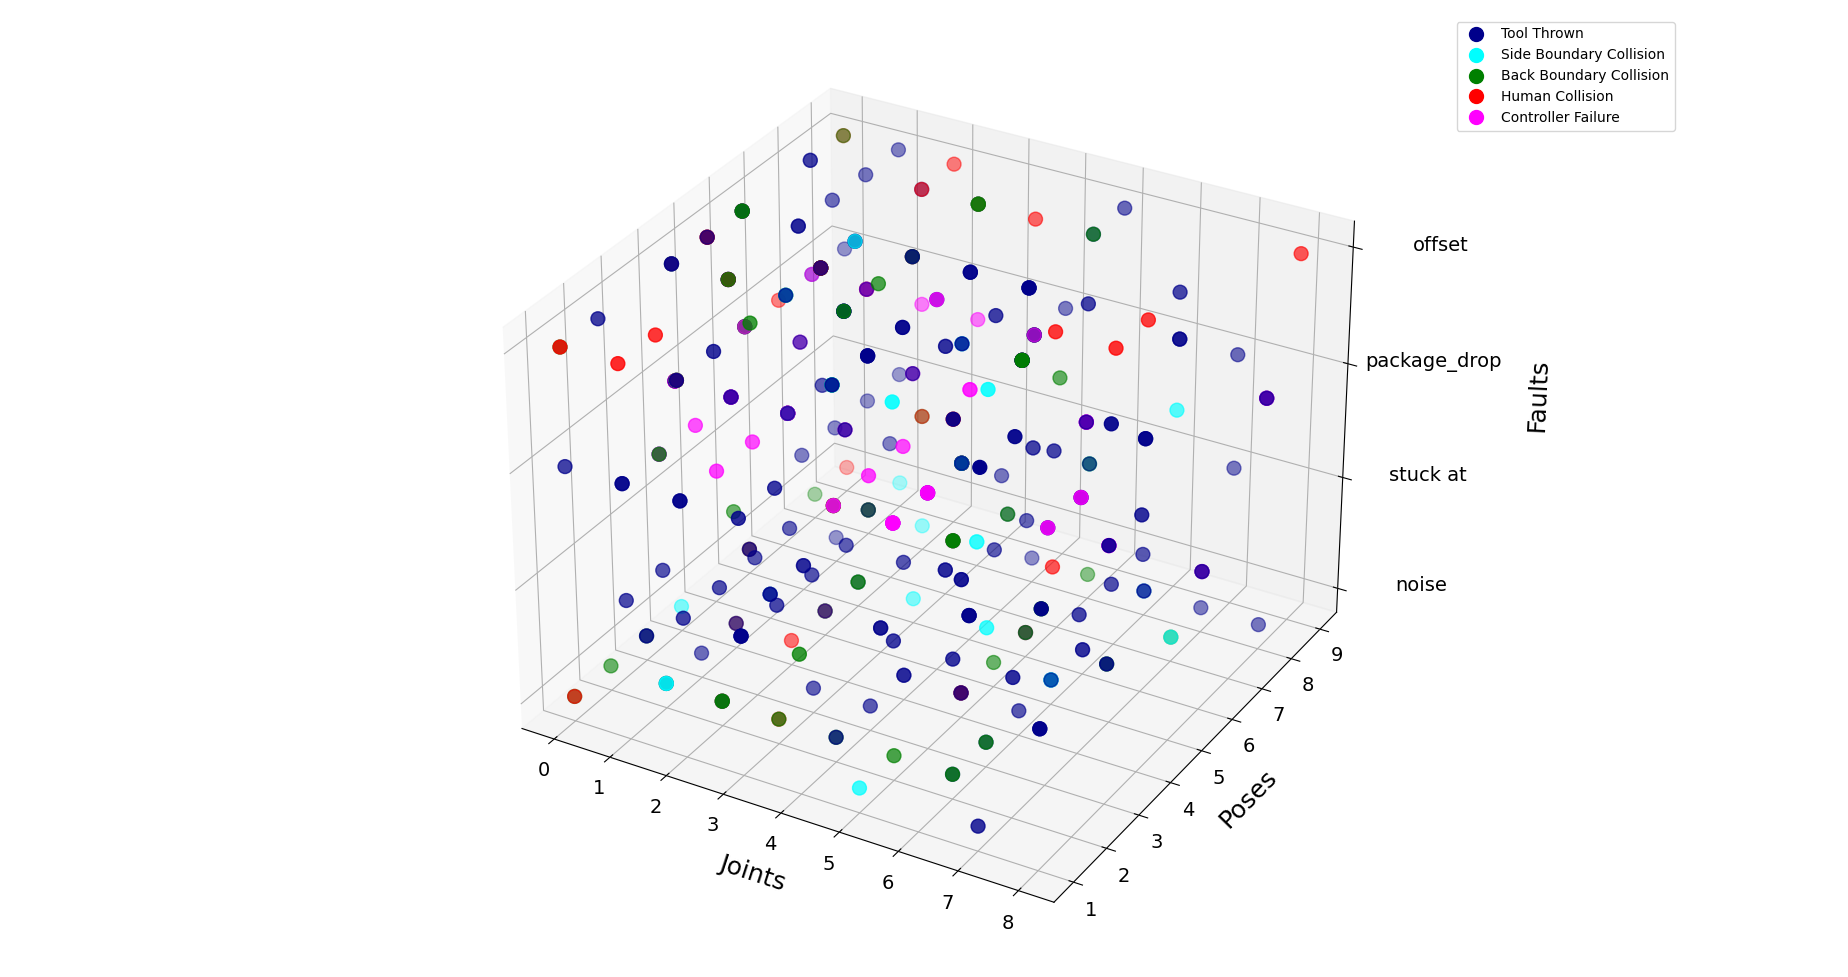 Tool Thrown
Side Boundary Collision
Back Boundary Collision
Human Collision
Controller Failure
offset
package_drop
stuck at
noise
Faults
9
8
7
6
5
4
3
2
1
Poses
0
1
2
3
4
5
6
7
8
Joints